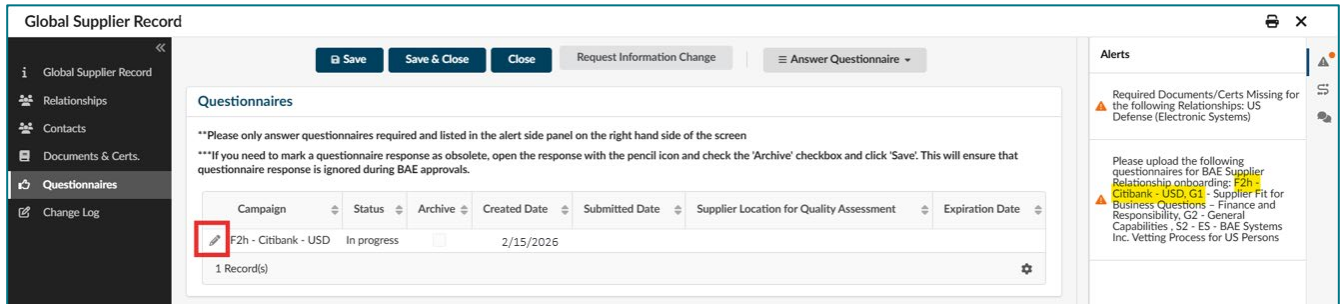 Global Supplier Record
Global Supplier Record
Relationships
Contacts
Documents & Certs.
Questionnaires
Change Log
Save
Save & Close
Close
Request Information Change
Answer Questionnaire
Questionnaires
**Please only answer questionnaires required and listed in the alert side panel on the right hand side of the screen
***If you need to mark a questionnaire response as obsolete, open the response with the pencil icon and check the 'Archive' checkbox and click 'Save'. This will ensure that
questionnaire response is ignored during BAE approvals.
Campaign Status Archive Created Date Submitted Date Supplier Location for Quality Assessment Expiration Date
F2h - Citibank - USD In progress 2/15/2026
1 Record(s)
Alerts
Required Documents/Certs Missing for
the following Relationships: US
Defense (Electronic Systems)
Please upload the following
questionnaires for BAE Supplier
Relationship onboarding: F2h -
Citibank - USD, G1 - Supplier Fit for
Business Questions – Finance and
Responsibility, G2 - General
Capabilities , S2 - ES - BAE Systems
Inc. Vetting Process for US Persons